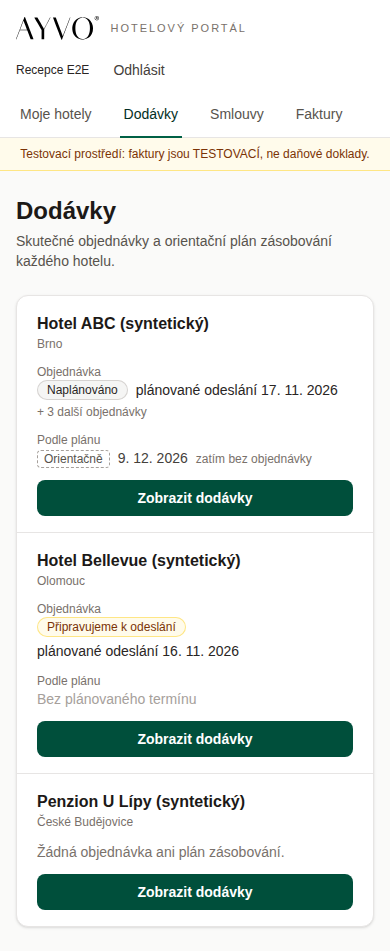 AYVO® HOTELOVÝ PORTÁL
Recepce E2E Odhlásit
Moje hotely Dodávky Smlouvy Faktury
Testovací prostředí: faktury jsou TESTOVACÍ, ne daňové doklady.
Dodávky
Skutečné objednávky a orientační plán zásobování
každého hotelu.
Hotel ABC (syntetický)
Brno
Objednávka
Naplánováno plánované odeslání 17. 11. 2026
+ 3 další objednávky
Podle plánu
Orientačně 9. 12. 2026 zatím bez objednávky
Zobrazit dodávky
Hotel Bellevue (syntetický)
Olomouc
Objednávka
Připravujeme k odeslání
plánované odeslání 16. 11. 2026
Podle plánu
Bez plánovaného termínu
Zobrazit dodávky
Penzion U Lípy (syntetický)
České Budějovice
Žádná objednávka ani plán zásobování.
Zobrazit dodávky